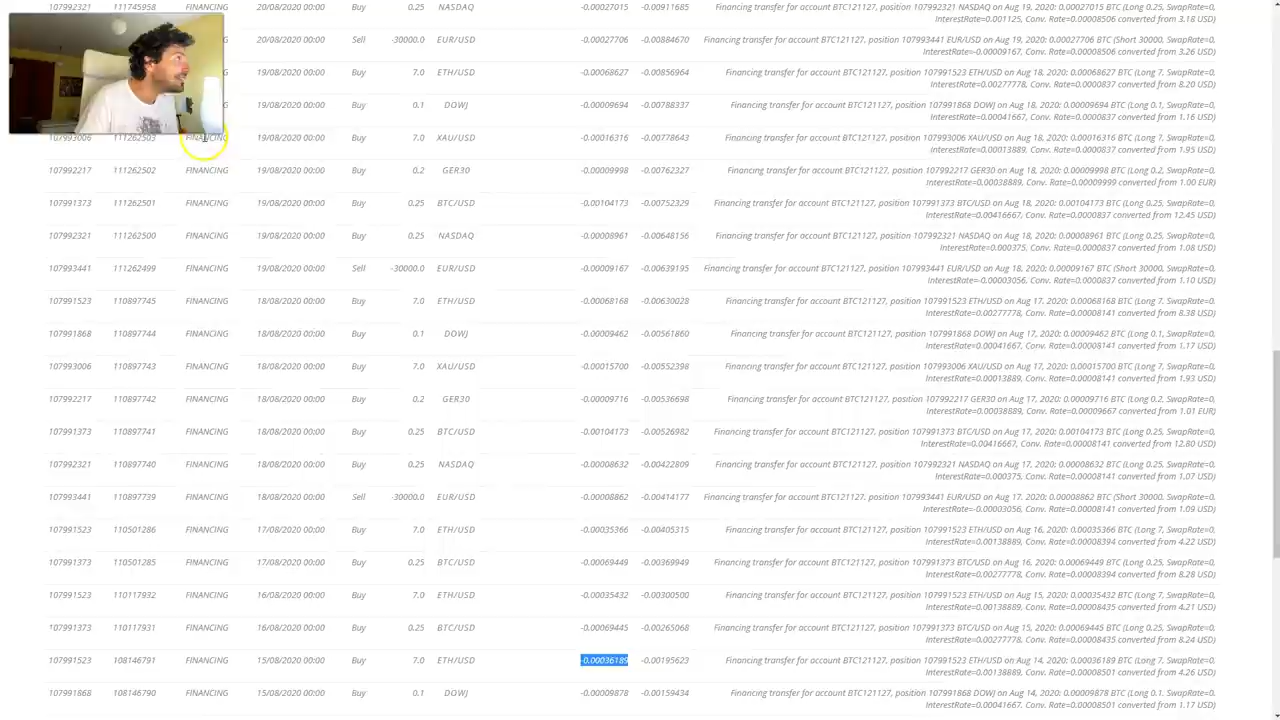 107992321 111745958 FINANCING 20/08/2020 00:00 Buy 0.25 NASDAQ -0.00027015 -0.00911685 Financing transfer for account BTC121127, position 107992321 NASDAQ on Aug 19, 2020: 0.00027015 BTC (Long 0.25, SwapRate=0,
InterestRate=0.001125, Conv. Rate=0.00008506 converted from 3.18 USD)
20/08/2020 00:00 Sell -30000.0 EUR/USD -0.00027706 -0.00884670 Financing transfer for account BTC121127, position 107993441 EUR/USD on Aug 19, 2020: 0.00027706 BTC (Short 30000, SwapRate=0,
InterestRate=-0.00009167, Conv. Rate=0.00008506 converted from 3.26 USD)
19/08/2020 00:00 Buy 7.0 ETH/USD -0.00068627 -0.00856964 Financing transfer for account BTC121127, position 107991523 ETH/USD on Aug 18, 2020: 0.00068627 BTC (Long 7, SwapRate=0,
InterestRate=0.00277778, Conv. Rate=0.0000837 converted from 8.20 USD)
19/08/2020 00:00 Buy 0.1 DOWJ -0.00009694 -0.00788337 Financing transfer for account BTC121127, position 107991868 DOWJ on Aug 18, 2020: 0.00009694 BTC (Long 0.1, SwapRate=0,
InterestRate=0.00041667, Conv. Rate=0.0000837 converted from 1.16 USD)
107993006 111262503 FINANCING 19/08/2020 00:00 Buy 7.0 XAU/USD -0.00016316 -0.00778643 Financing transfer for account BTC121127, position 107993006 XAU/USD on Aug 18, 2020: 0.00016316 BTC (Long 7, SwapRate=0,
InterestRate=0.00013889, Conv. Rate=0.0000837 converted from 1.95 USD)
107992217 111262502 FINANCING 19/08/2020 00:00 Buy 0.2 GER30 -0.00009998 -0.00762327 Financing transfer for account BTC121127, position 107992217 GER30 on Aug 18, 2020: 0.00009998 BTC (Long 0.2, SwapRate=0,
InterestRate=0.00038889, Conv. Rate=0.00009999 converted from 1.00 EUR)
107991373 111262501 FINANCING 19/08/2020 00:00 Buy 0.25 BTC/USD -0.00104173 -0.00752329 Financing transfer for account BTC121127, position 107991373 BTC/USD on Aug 18, 2020: 0.00104173 BTC (Long 0.25, SwapRate=0,
InterestRate=0.00416667, Conv. Rate=0.0000837 converted from 12.45 USD)
107992321 111262500 FINANCING 19/08/2020 00:00 Buy 0.25 NASDAQ -0.00008961 -0.00648156 Financing transfer for account BTC121127, position 107992321 NASDAQ on Aug 18, 2020: 0.00008961 BTC (Long 0.25, SwapRate=0,
InterestRate=0.000375, Conv. Rate=0.0000837 converted from 1.08 USD)
107993441 111262499 FINANCING 19/08/2020 00:00 Sell -30000.0 EUR/USD -0.00009167 -0.00639195 Financing transfer for account BTC121127, position 107993441 EUR/USD on Aug 18, 2020: 0.00009167 BTC (Short 30000, SwapRate=0,
InterestRate=-0.00003056, Conv. Rate=0.0000837 converted from 1.10 USD)
107991523 110897745 FINANCING 18/08/2020 00:00 Buy 7.0 ETH/USD -0.00068168 -0.00630028 Financing transfer for account BTC121127, position 107991523 ETH/USD on Aug 17, 2020: 0.00068168 BTC (Long 7, SwapRate=0,
InterestRate=0.00277778, Conv. Rate=0.00008141 converted from 8.38 USD)
107991868 110897744 FINANCING 18/08/2020 00:00 Buy 0.1 DOWJ -0.00009462 -0.00561860 Financing transfer for account BTC121127, position 107991868 DOWJ on Aug 17, 2020: 0.00009462 BTC (Long 0.1, SwapRate=0,
InterestRate=0.00041667, Conv. Rate=0.00008141 converted from 1.17 USD)
107993006 110897743 FINANCING 18/08/2020 00:00 Buy 7.0 XAU/USD -0.00015700 -0.00552398 Financing transfer for account BTC121127, position 107993006 XAU/USD on Aug 17, 2020: 0.00015700 BTC (Long 7, SwapRate=0,
InterestRate=0.00013889, Conv. Rate=0.00008141 converted from 1.93 USD)
107992217 110897742 FINANCING 18/08/2020 00:00 Buy 0.2 GER30 -0.00009716 -0.00536698 Financing transfer for account BTC121127, position 107992217 GER30 on Aug 17, 2020: 0.00009716 BTC (Long 0.2, SwapRate=0,
InterestRate=0.00038889, Conv. Rate=0.00009667 converted from 1.01 EUR)
107991373 110897741 FINANCING 18/08/2020 00:00 Buy 0.25 BTC/USD -0.00104173 -0.00526982 Financing transfer for account BTC121127, position 107991373 BTC/USD on Aug 17, 2020: 0.00104173 BTC (Long 0.25, SwapRate=0,
InterestRate=0.00416667, Conv. Rate=0.00008141 converted from 12.80 USD)
107992321 110897740 FINANCING 18/08/2020 00:00 Buy 0.25 NASDAQ -0.00008632 -0.00422809 Financing transfer for account BTC121127, position 107992321 NASDAQ on Aug 17, 2020: 0.00008632 BTC (Long 0.25, SwapRate=0,
InterestRate=0.000375, Conv. Rate=0.00008141 converted from 1.07 USD)
107993441 110897739 FINANCING 18/08/2020 00:00 Sell -30000.0 EUR/USD -0.00008862 -0.00414177 Financing transfer for account BTC121127, position 107993441 EUR/USD on Aug 17, 2020: 0.00008862 BTC (Short 30000, SwapRate=0,
InterestRate=-0.00003056, Conv. Rate=0.00008141 converted from 1.09 USD)
107991523 110501286 FINANCING 17/08/2020 00:00 Buy 7.0 ETH/USD -0.00035366 -0.00405315 Financing transfer for account BTC121127, position 107991523 ETH/USD on Aug 16, 2020: 0.00035366 BTC (Long 7, SwapRate=0,
InterestRate=0.00138889, Conv. Rate=0.00008394 converted from 4.22 USD)
107991373 110501285 FINANCING 17/08/2020 00:00 Buy 0.25 BTC/USD -0.00069449 -0.00369949 Financing transfer for account BTC121127, position 107991373 BTC/USD on Aug 16, 2020: 0.00069449 BTC (Long 0.25, SwapRate=0,
InterestRate=0.00277778, Conv. Rate=0.00008394 converted from 8.28 USD)
107991523 110117932 FINANCING 16/08/2020 00:00 Buy 7.0 ETH/USD -0.00035432 -0.00300500 Financing transfer for account BTC121127, position 107991523 ETH/USD on Aug 15, 2020: 0.00035432 BTC (Long 7, SwapRate=0,
InterestRate=0.00138889, Conv. Rate=0.00008435 converted from 4.21 USD)
107991373 110117931 FINANCING 16/08/2020 00:00 Buy 0.25 BTC/USD -0.00069445 -0.00265068 Financing transfer for account BTC121127, position 107991373 BTC/USD on Aug 15, 2020: 0.00069445 BTC (Long 0.25, SwapRate=0,
InterestRate=0.00277778, Conv. Rate=0.00008435 converted from 8.24 USD)
107991523 108146791 FINANCING 15/08/2020 00:00 Buy 7.0 ETH/USD -0.00036189 -0.00195623 Financing transfer for account BTC121127, position 107991523 ETH/USD on Aug 14, 2020: 0.00036189 BTC (Long 7, SwapRate=0,
InterestRate=0.00138889, Conv. Rate=0.00008501 converted from 4.26 USD)
107991868 108146790 FINANCING 15/08/2020 00:00 Buy 0.1 DOWJ -0.00009878 -0.00159434 Financing transfer for account BTC121127, position 107991868 DOWJ on Aug 14, 2020: 0.00009878 BTC (Long 0.1, SwapRate=0,
InterestRate=0.00041667, Conv. Rate=0.00008501 converted from 1.17 USD)